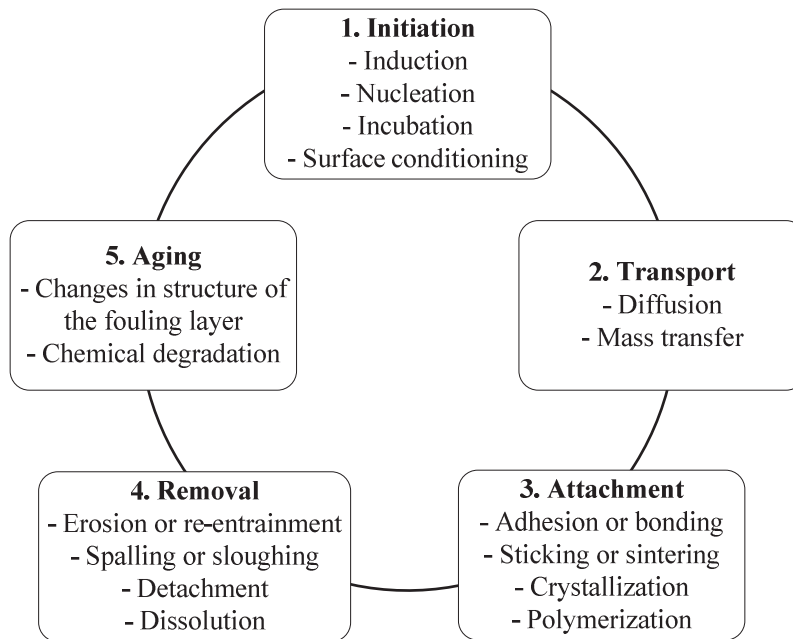 1. Initiation
- Induction
- Nucleation
- Incubation
- Surface conditioning
2. Transport
- Diffusion
- Mass transfer
3. Attachment
- Adhesion or bonding
- Sticking or sintering
- Crystallization
- Polymerization
4. Removal
- Erosion or re-entrainment
- Spalling or sloughing
- Detachment
- Dissolution
5. Aging
- Changes in structure of
the fouling layer
- Chemical degradation